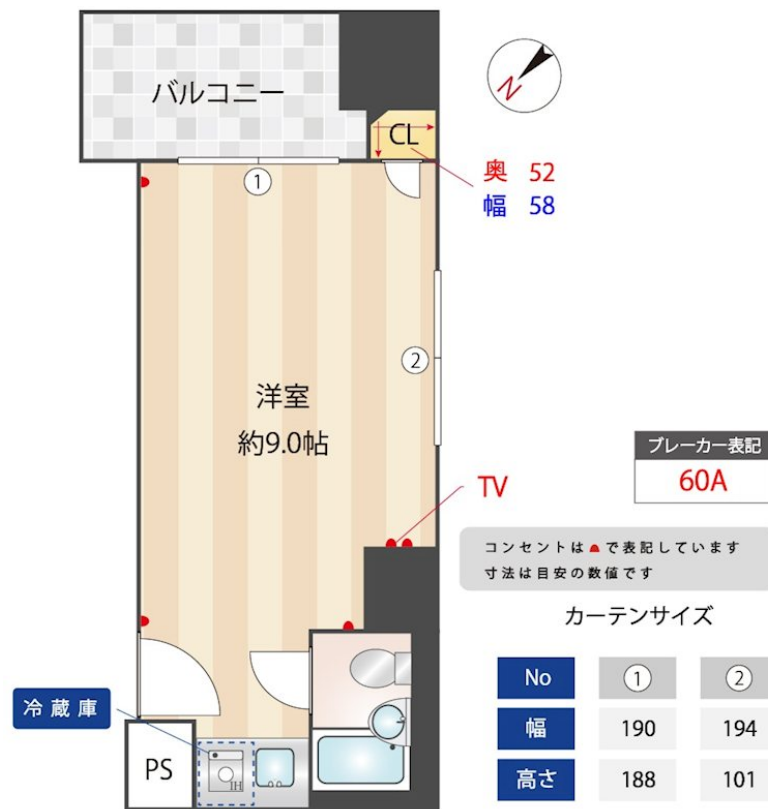 バルコニー
N
CL
奥 52
幅 58
①
②
洋室
約9.0帖
TV
ブレーカー表記
60A
コンセントは で表記しています
寸法は目安の数値です
カーテンサイズ
No ① ②
幅 190 194
高さ 188 101
冷蔵庫
PS
IH